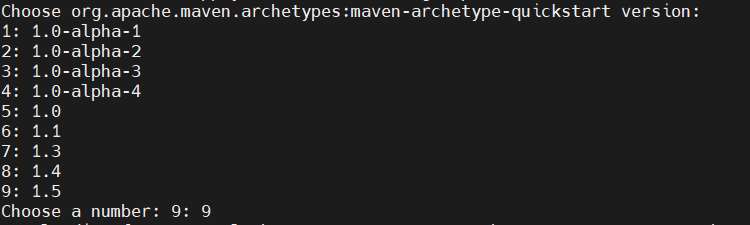 Choose org.apache.maven.archetypes:maven-archetype-quickstart version:
1: 1.0-alpha-1
2: 1.0-alpha-2
3: 1.0-alpha-3
4: 1.0-alpha-4
5: 1.0
6: 1.1
7: 1.3
8: 1.4
9: 1.5
Choose a number: 9: 9